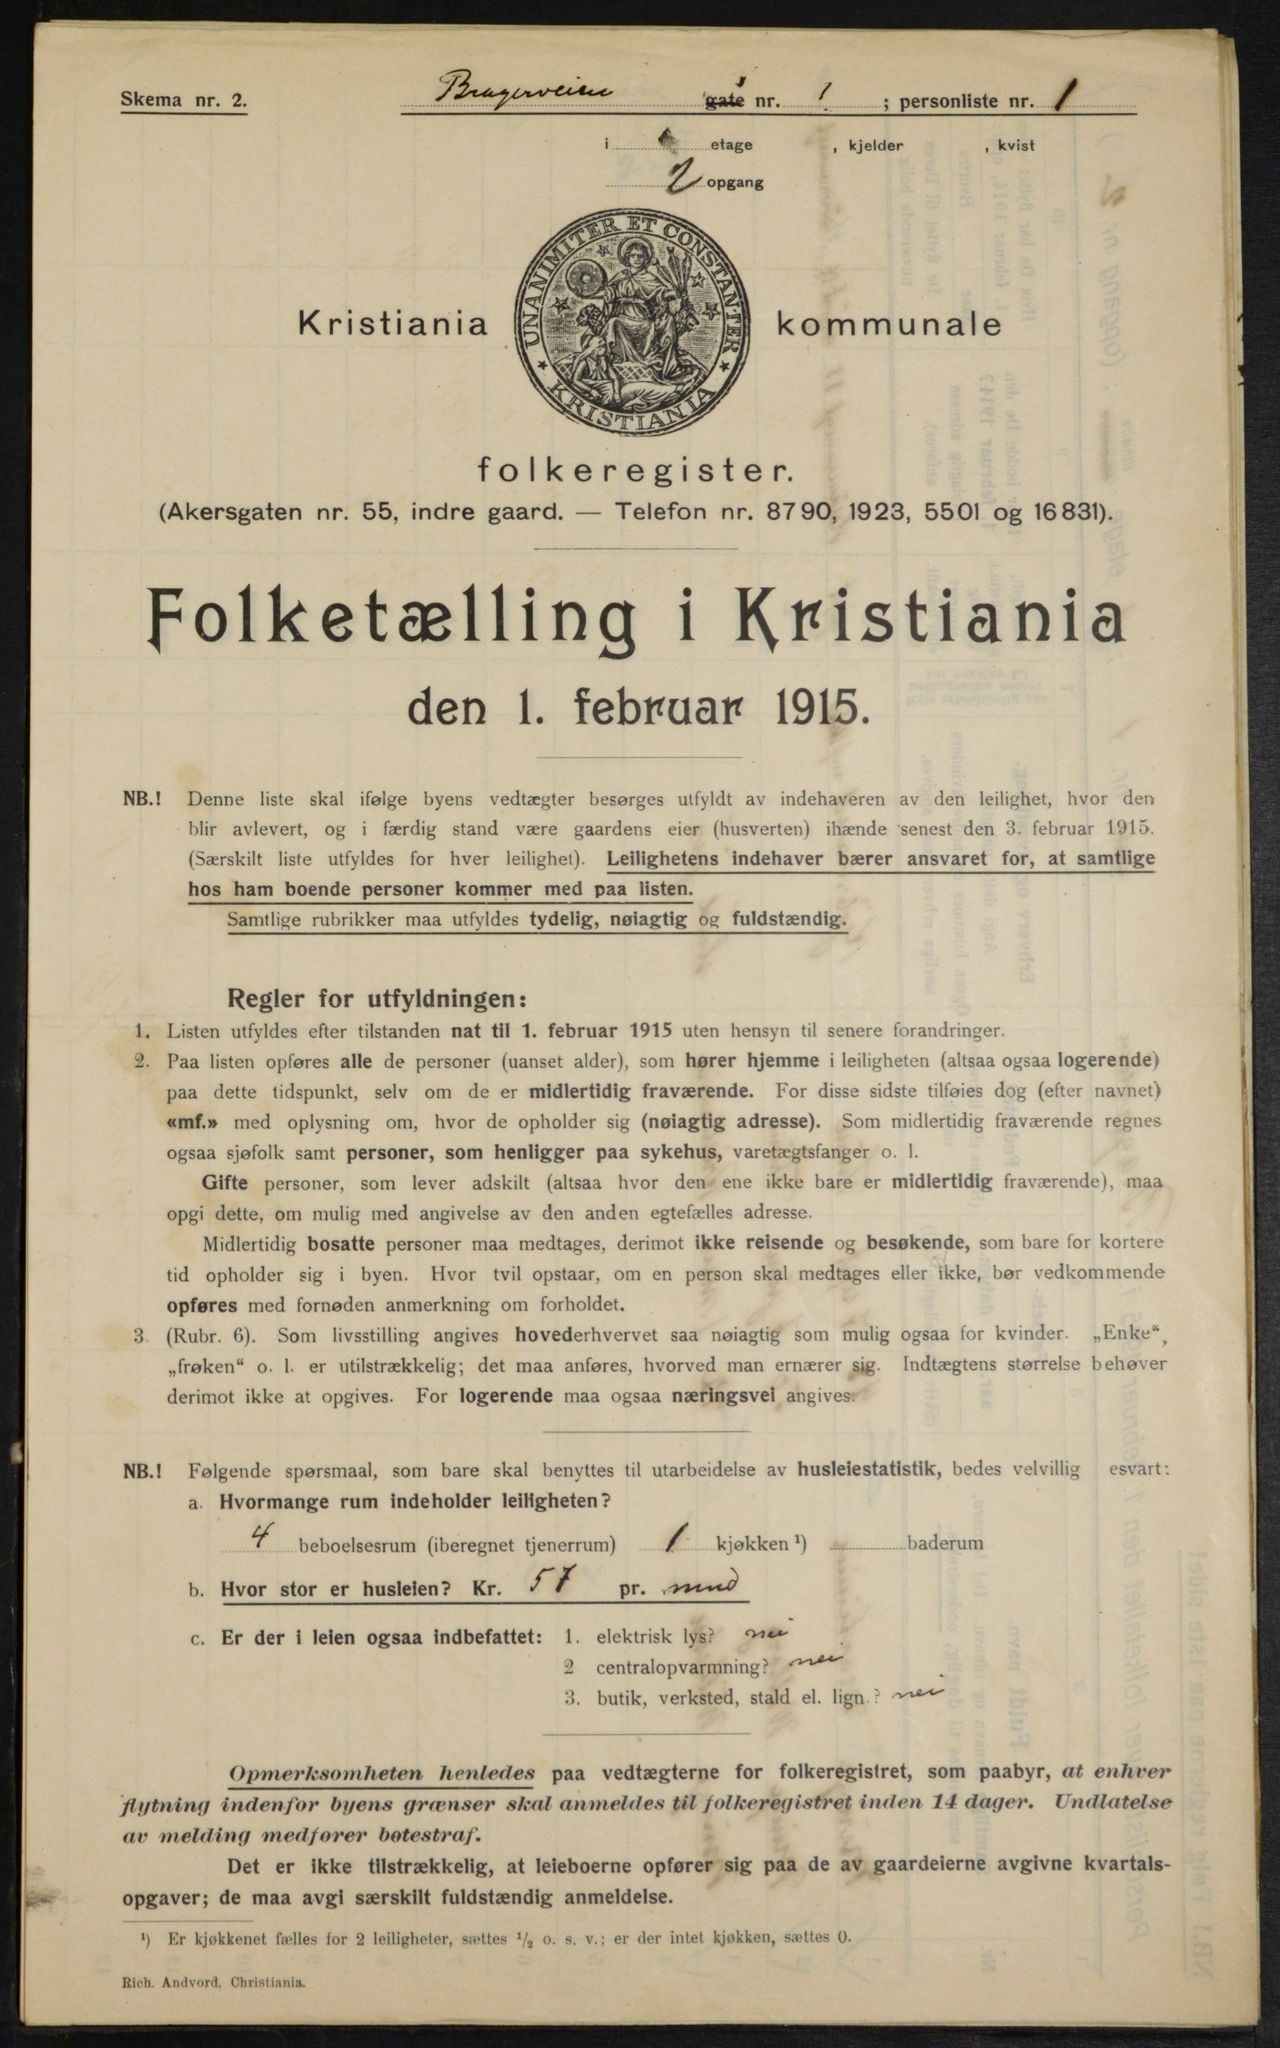 Skema nr. 2.
Bragerveien gate nr. 1 ; personliste nr. 1
i etage , kjelder , kvist
2 opgang
UNANIMITER ET CONSTANTER
KRISTIANIA
Kristiania kommunale
folkeregister.
(Akersgaten nr. 55, indre gaard. — Telefon nr. 8790, 1923, 5501 og 16831).
Folketælling i Kristiania
den 1. februar 1915.
NB.! Denne liste skal ifølge byens vedtægter besørges utfyldt av indehaveren av den leilighet, hvor den
blir avlevert, og i færdig stand være gaardens eier (husverten) ihænde senest den 3. februar 1915.
(Særskilt liste utfyldes for hver leilighet). Leilighetens indehaver bærer ansvaret for, at samtlige
hos ham boende personer kommer med paa listen.
Samtlige rubrikker maa utfyldes tydelig, nøiagtig og fuldstændig.
Regler for utfyldningen:
1. Listen utfyldes efter tilstanden nat til 1. februar 1915 uten hensyn til senere forandringer.
2. Paa listen opføres alle de personer (uanset alder), som hører hjemme i leiligheten (altsaa ogsaa logerende)
paa dette tidspunkt, selv om de er midlertidig fraværende. For disse sidste tilføies dog (efter navnet)
«mf.» med oplysning om, hvor de opholder sig (nøiagtig adresse). Som midlertidig fraværende regnes
ogsaa sjøfolk samt personer, som henligger paa sykehus, varetægtsfanger o. l.
Gifte personer, som lever adskilt (altsaa hvor den ene ikke bare er midlertidig fraværende), maa
opgi dette, om mulig med angivelse av den anden egtefælles adresse.
Midlertidig bosatte personer maa medtages, derimot ikke reisende og besøkende, som bare for kortere
tid opholder sig i byen. Hvor tvil opstaar, om en person skal medtages eller ikke, bør vedkommende
opføres med fornøden anmerkning om forholdet.
3. (Rubr. 6). Som livsstilling angives hovederhvervet saa nøiagtig som mulig ogsaa for kvinder. „Enke“,
„frøken“ o. l. er utilstrækkelig; det maa anføres, hvorved man ernærer sig. Indtægtens størrelse behøver
derimot ikke at opgives. For logerende maa ogsaa næringsvei angives.
NB.! Følgende spørsmaal, som bare skal benyttes til utarbeidelse av husleiestatistik, bedes velvillig esvart:
a. Hvormange rum indeholder leiligheten?
4 beboelsesrum (iberegnet tjenerrum) 1 kjøkken ¹) baderum
b. Hvor stor er husleien? Kr. 57 pr. mnd
c. Er der i leien ogsaa indbefattet: 1. elektrisk lys? nei
2 centralopvarmning? nei
3. butik, verksted, stald el. lign.? nei
Opmerksomheten henledes paa vedtægterne for folkeregistret, som paabyr, at enhver
flytning indenfor byens grænser skal anmeldes til folkeregistret inden 14 dager. Undlatelse
av melding medfører bøtestraf.
Det er ikke tilstrækkelig, at leieboerne opfører sig paa de av gaardeierne avgivne kvartals-
opgaver; de maa avgi særskilt fuldstændig anmeldelse.
¹) Er kjøkkenet fælles for 2 leiligheter, sættes ½ o. s. v.; er der intet kjøkken, sættes 0.
Rich. Andvord, Christiania.